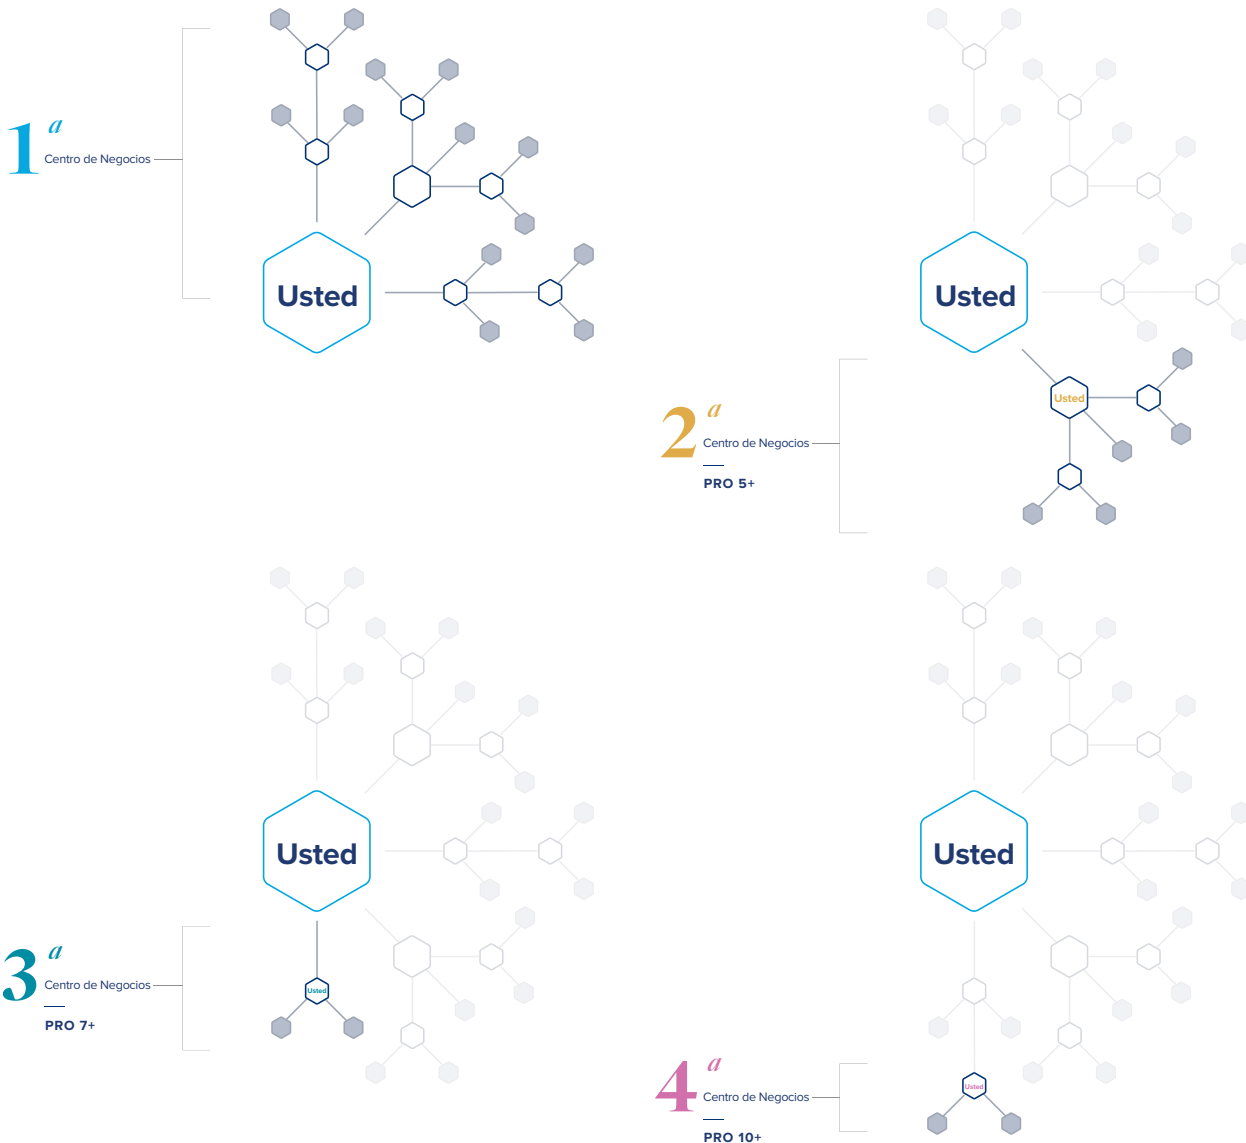 1ª
Centro de Negocios
Usted
2ª
Centro de Negocios
PRO 5+
Usted
Usted
3ª
Centro de Negocios
PRO 7+
Usted
Usted
4ª
Centro de Negocios
PRO 10+
Usted
Usted